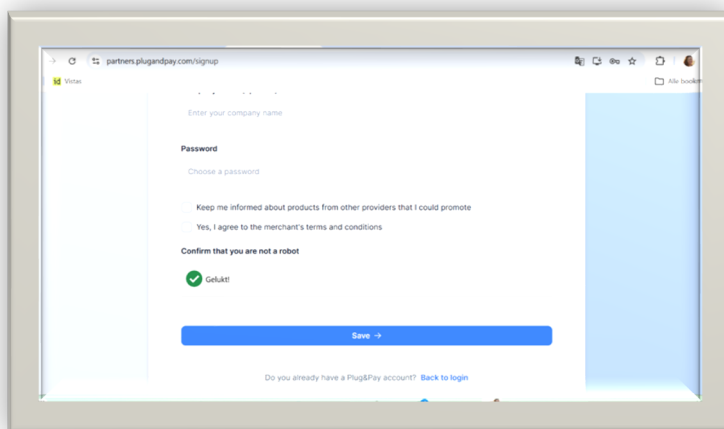 partners.plugandpay.com/signup
id Vistas
Alle bookm
Enter your company name
Password
Choose a password
Keep me informed about products from other providers that I could promote
Yes, I agree to the merchant's terms and conditions
Confirm that you are not a robot
Gelukt!
Save →
Do you already have a Plug&Pay account? Back to login